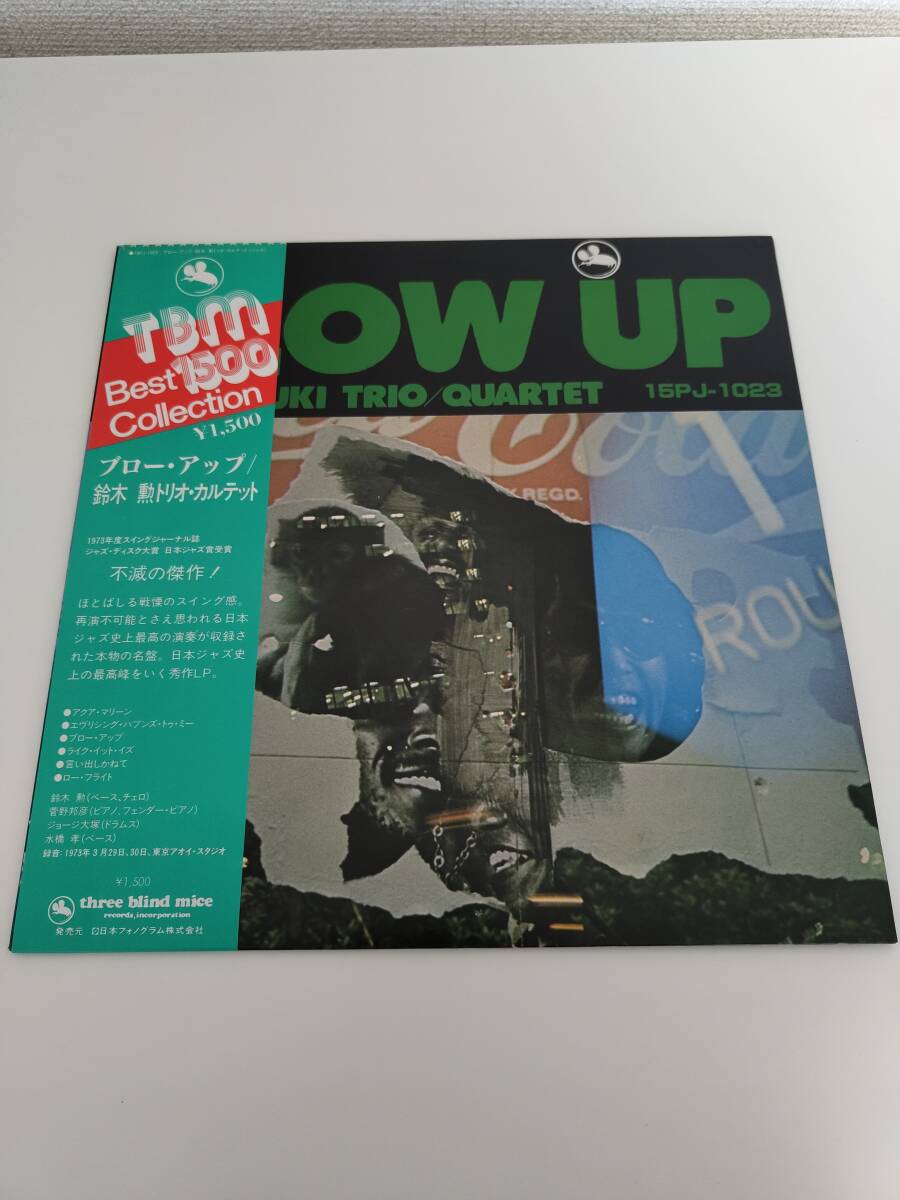 TBM
Best 1500
Collection
¥1,500
ブロー・アップ/
鈴木 勲トリオ・カルテット
1973年度スイングジャーナル誌
ジャズ・ディスク大賞 日本ジャズ賞受賞
不滅の傑作!
ほとばしる戦慄のスイング感。
再演不可能とさえ思われる日本
ジャズ史上最高の演奏が収録さ
れた本物の名盤。日本ジャズ史
上の最高峰をいく秀作LP。
●アクア・マリーン
●エヴリシング・ハプンズ・トゥ・ミー
●ブロー・アップ
●ライク・イット・イズ
●言い出しかねて
●ロー・フライト
鈴木 勲(ベース、チェロ)
菅野邦彦(ピアノ、フェンダー・ピアノ)
ジョージ大塚(ドラムス)
水橋 孝(ベース)
録音:1973年3月29日、30日、東京アオイ・スタジオ
¥1,500
three blind mice
records, incorporation
発売元 日本フォノグラム株式会社
LOW UP
UKI TRIO/QUARTET 15PJ-1023
REGD.
ROU